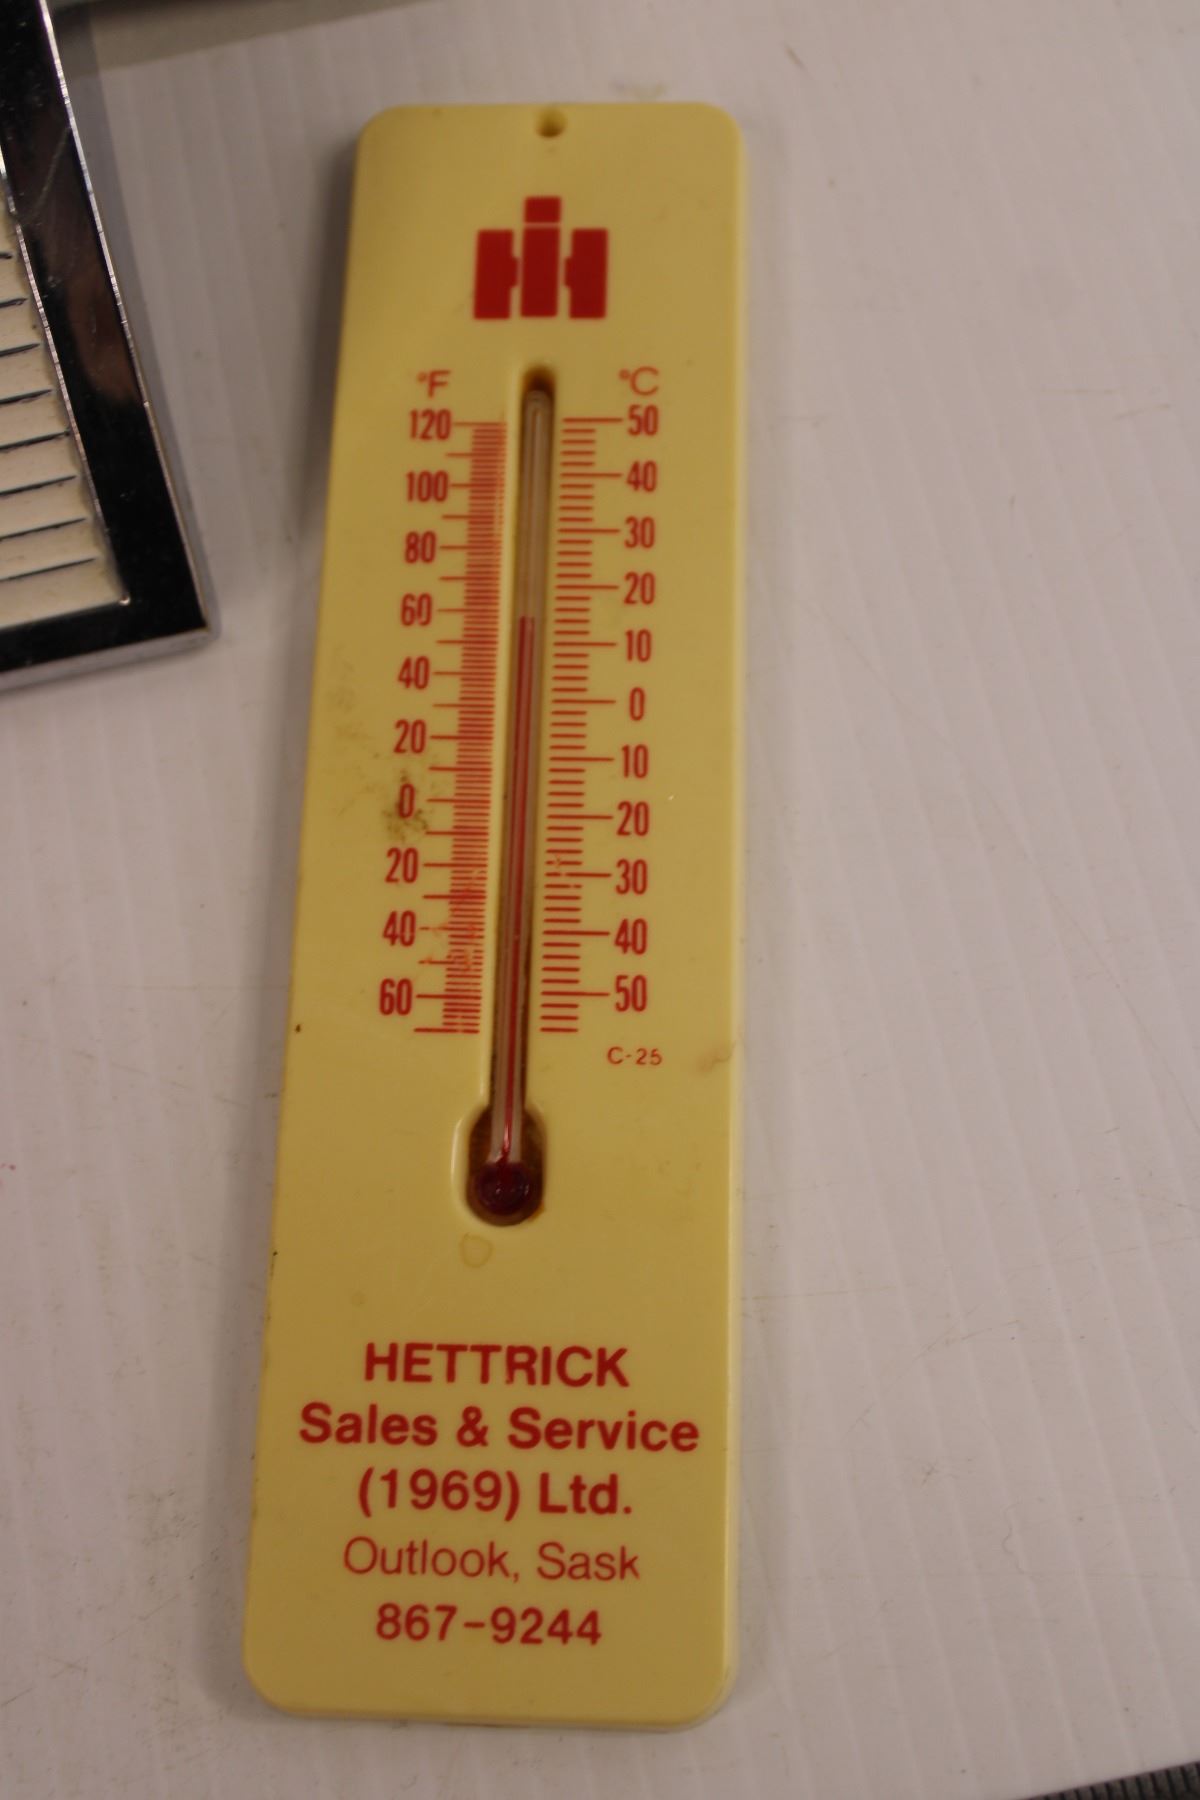 IH
°F °C
120 50
100 40
80 30
60 20
40 10
20 0
0 10
20 20
40 30
60 40
50
C-25
HETTRICK
Sales & Service
(1969) Ltd.
Outlook, Sask
867-9244